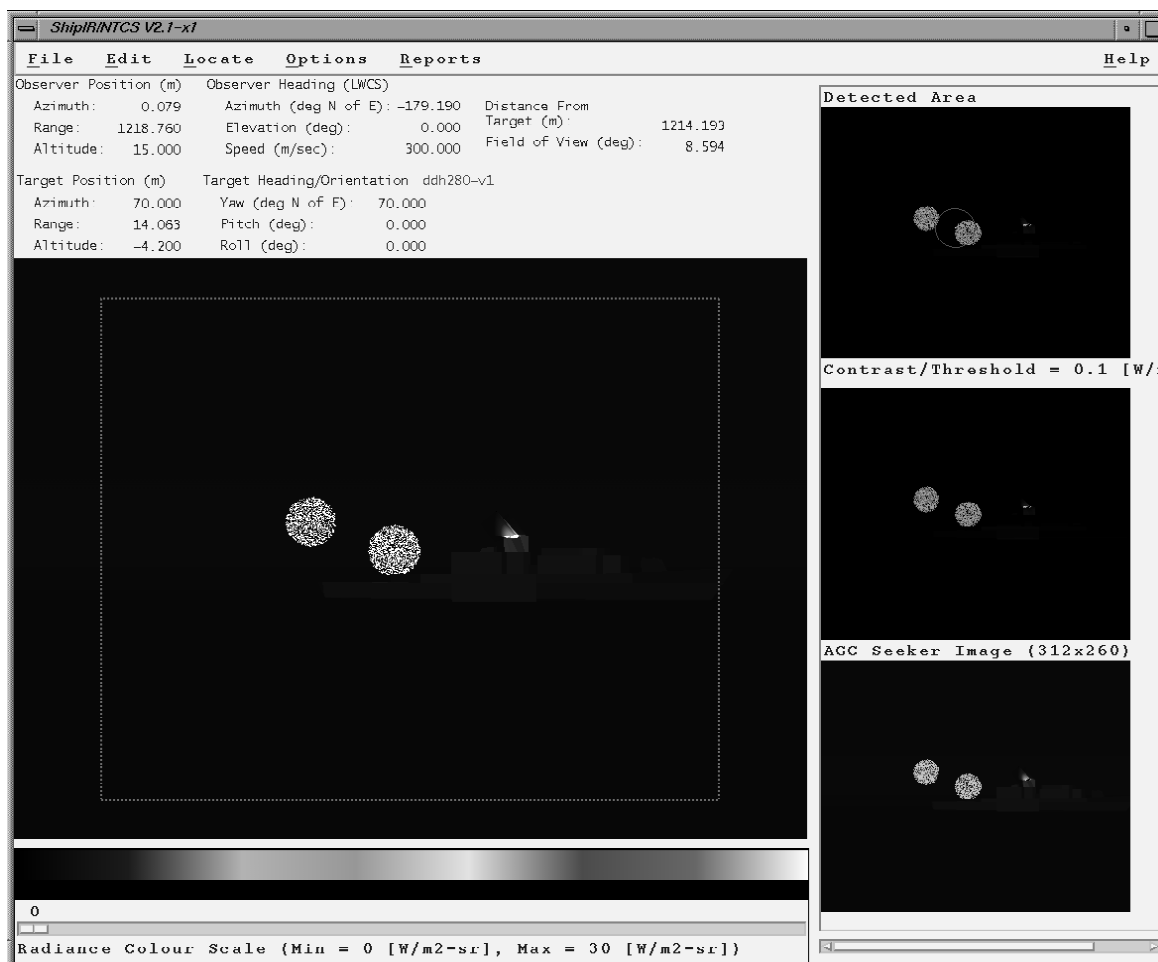 ShipIR/NTCS V2.1-x1
File Edit Locate Options Reports Help
Observer Position (m) Observer Heading (LWCS)
Azimuth: 0.079 Azimuth (deg N of E): -179.190 Distance From
Range: 1218.760 Elevation (deg): 0.000 Target (m): 1214.193
Altitude: 15.000 Speed (m/sec): 300.000 Field of View (deg): 8.594
Target Position (m) Target Heading/Orientation ddh280-v1
Azimuth: 70.000 Yaw (deg N of E): 70.000
Range: 14.063 Pitch (deg): 0.000
Altitude: -4.200 Roll (deg): 0.000
Detected Area
Contrast/Threshold = 0.1 [W/
AGC Seeker Image (312x260)
0
Radiance Colour Scale (Min = 0 [W/m2-sr], Max = 30 [W/m2-sr])